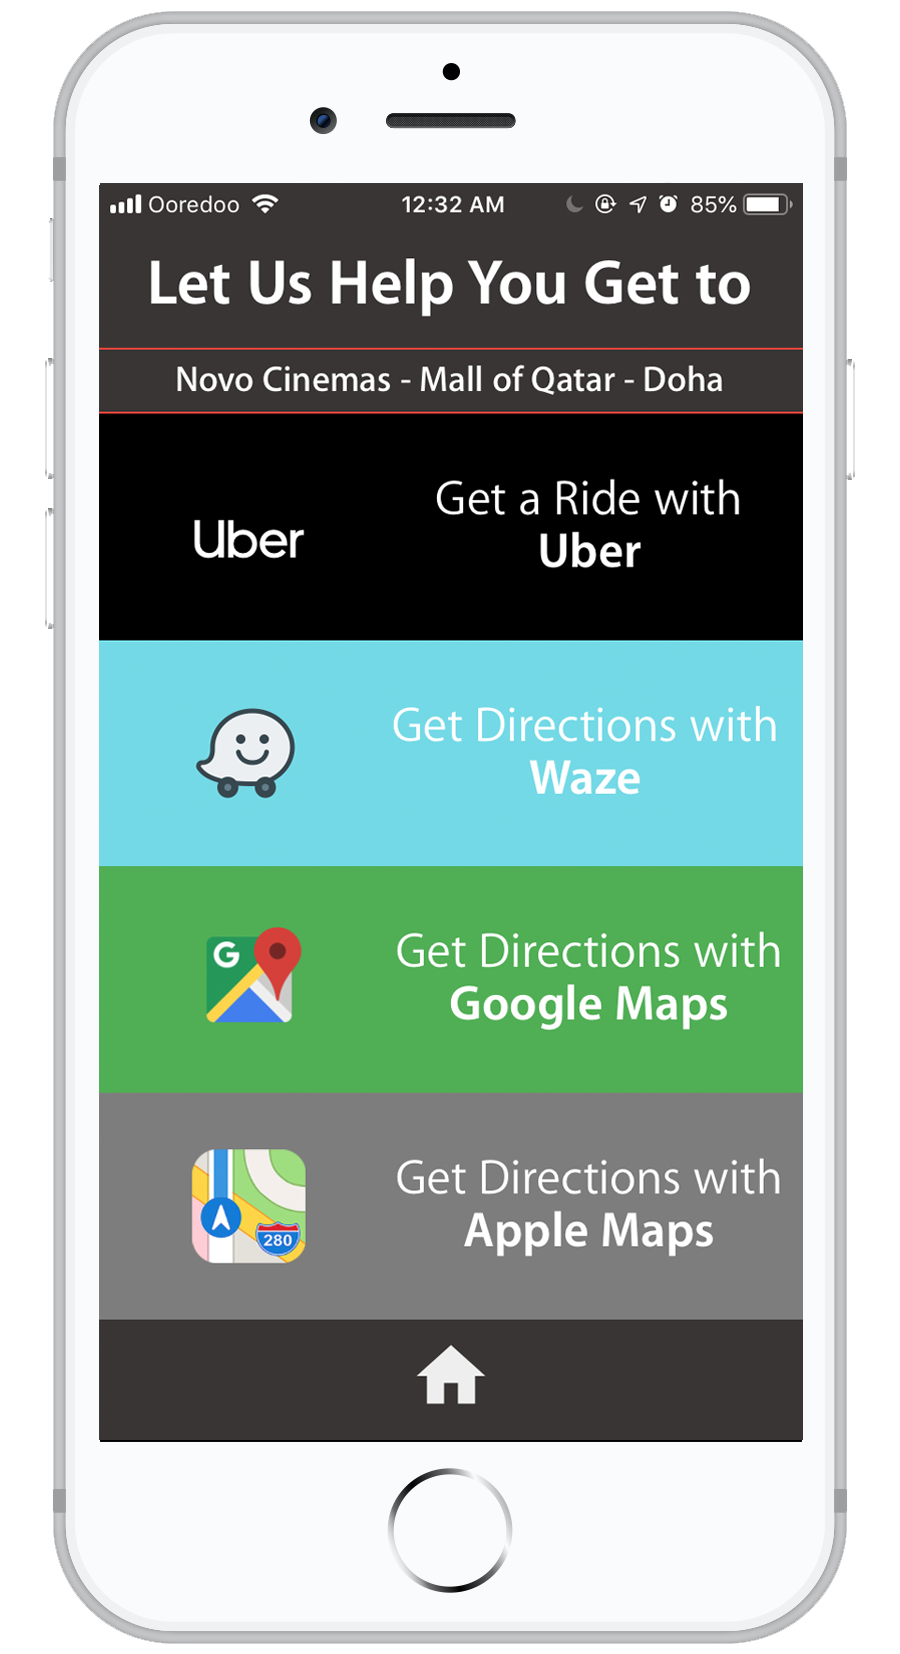 Ooredoo 12:32 AM 85%
Let Us Help You Get to
Novo Cinemas - Mall of Qatar - Doha
Uber
Get a Ride with
Uber
Get Directions with
Waze
G
Get Directions with
Google Maps
280
Get Directions with
Apple Maps